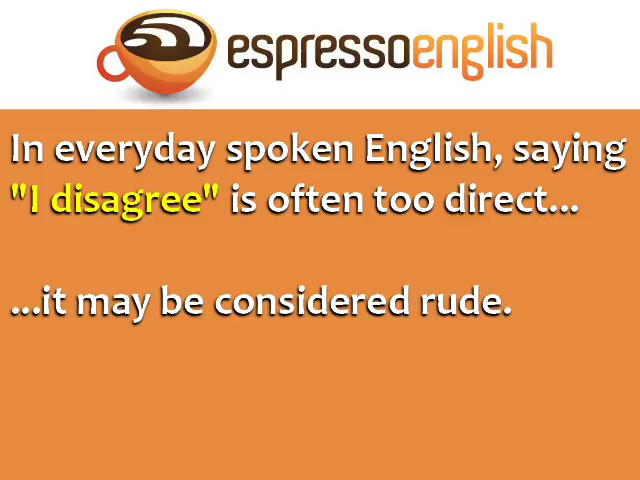 espressoenglish
In everyday spoken English, saying
"I disagree" is often too direct...
...it may be considered rude.